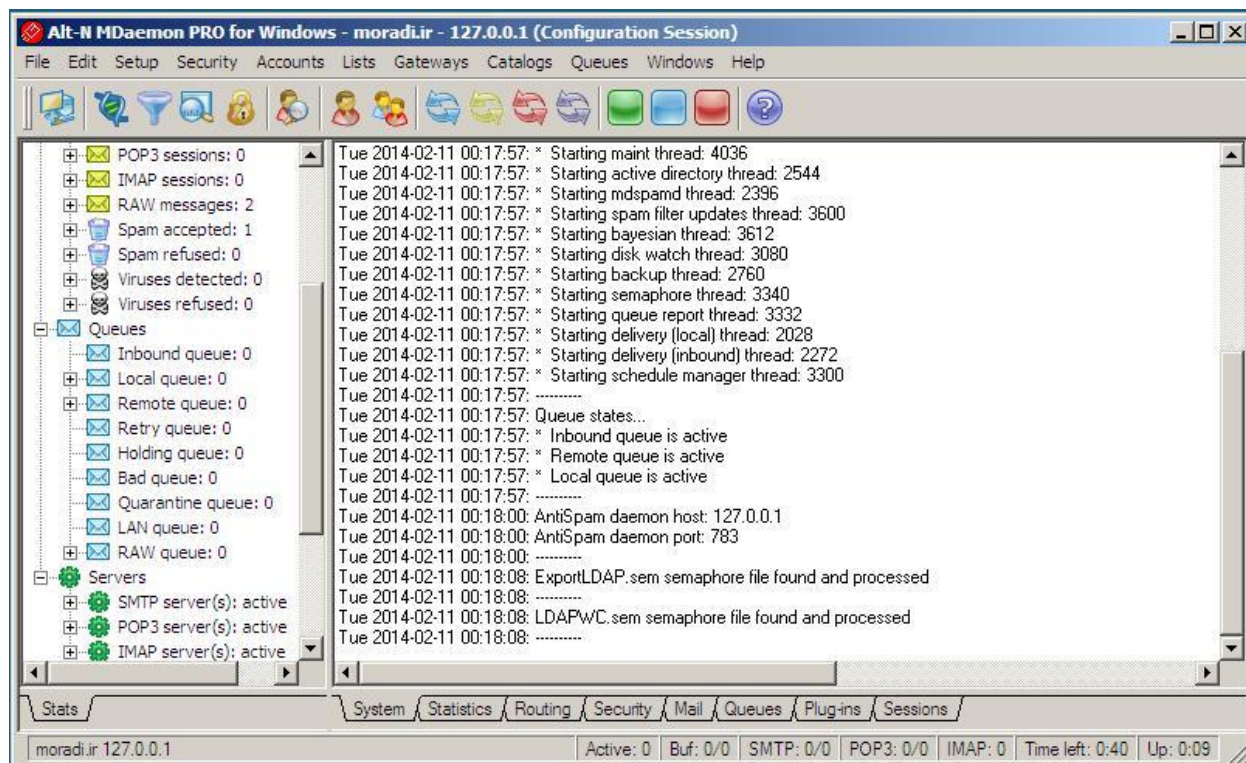 Alt-N MDaemon PRO for Windows - moradi.ir - 127.0.0.1 (Configuration Session)
File Edit Setup Security Accounts Lists Gateways Catalogs Queues Windows Help
POP3 sessions: 0
IMAP sessions: 0
RAW messages: 2
Spam accepted: 1
Spam refused: 0
Viruses detected: 0
Viruses refused: 0
Queues
Inbound queue: 0
Local queue: 0
Remote queue: 0
Retry queue: 0
Holding queue: 0
Bad queue: 0
Quarantine queue: 0
LAN queue: 0
RAW queue: 0
Servers
SMTP server(s): active
POP3 server(s): active
IMAP server(s): active
Stats
Tue 2014-02-11 00:17:57: * Starting maint thread: 4036
Tue 2014-02-11 00:17:57: * Starting active directory thread: 2544
Tue 2014-02-11 00:17:57: * Starting mdspamd thread: 2396
Tue 2014-02-11 00:17:57: * Starting spam filter updates thread: 3600
Tue 2014-02-11 00:17:57: * Starting bayesian thread: 3612
Tue 2014-02-11 00:17:57: * Starting disk watch thread: 3080
Tue 2014-02-11 00:17:57: * Starting backup thread: 2760
Tue 2014-02-11 00:17:57: * Starting semaphore thread: 3340
Tue 2014-02-11 00:17:57: * Starting queue report thread: 3332
Tue 2014-02-11 00:17:57: * Starting delivery (local) thread: 2028
Tue 2014-02-11 00:17:57: * Starting delivery (inbound) thread: 2272
Tue 2014-02-11 00:17:57: * Starting schedule manager thread: 3300
Tue 2014-02-11 00:17:57: ----------
Tue 2014-02-11 00:17:57: Queue states...
Tue 2014-02-11 00:17:57: * Inbound queue is active
Tue 2014-02-11 00:17:57: * Remote queue is active
Tue 2014-02-11 00:17:57: * Local queue is active
Tue 2014-02-11 00:17:57: ----------
Tue 2014-02-11 00:18:00: AntiSpam daemon host: 127.0.0.1
Tue 2014-02-11 00:18:00: AntiSpam daemon port: 783
Tue 2014-02-11 00:18:00: ----------
Tue 2014-02-11 00:18:08: ExportLDAP.sem semaphore file found and processed
Tue 2014-02-11 00:18:08: ----------
Tue 2014-02-11 00:18:08: LDAPWC.sem semaphore file found and processed
Tue 2014-02-11 00:18:08: ----------
System Statistics Routing Security Mail Queues Plug-ins Sessions
moradi.ir 127.0.0.1 Active: 0 Buf: 0/0 SMTP: 0/0 POP3: 0/0 IMAP: 0 Time left: 0:40 Up: 0:09